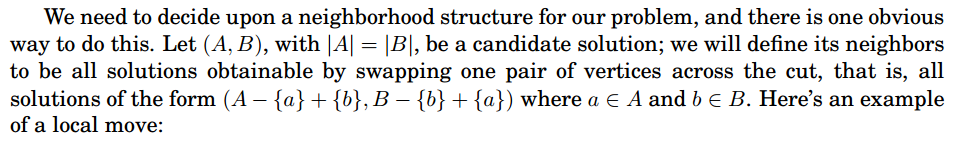 We need to decide upon a neighborhood structure for our problem, and there is one obvious
way to do this. Let (A, B), with |A| = |B|, be a candidate solution; we will define its neighbors
to be all solutions obtainable by swapping one pair of vertices across the cut, that is, all
solutions of the form (A − {a} + {b}, B − {b} + {a}) where a ∈ A and b ∈ B. Here's an example
of a local move: